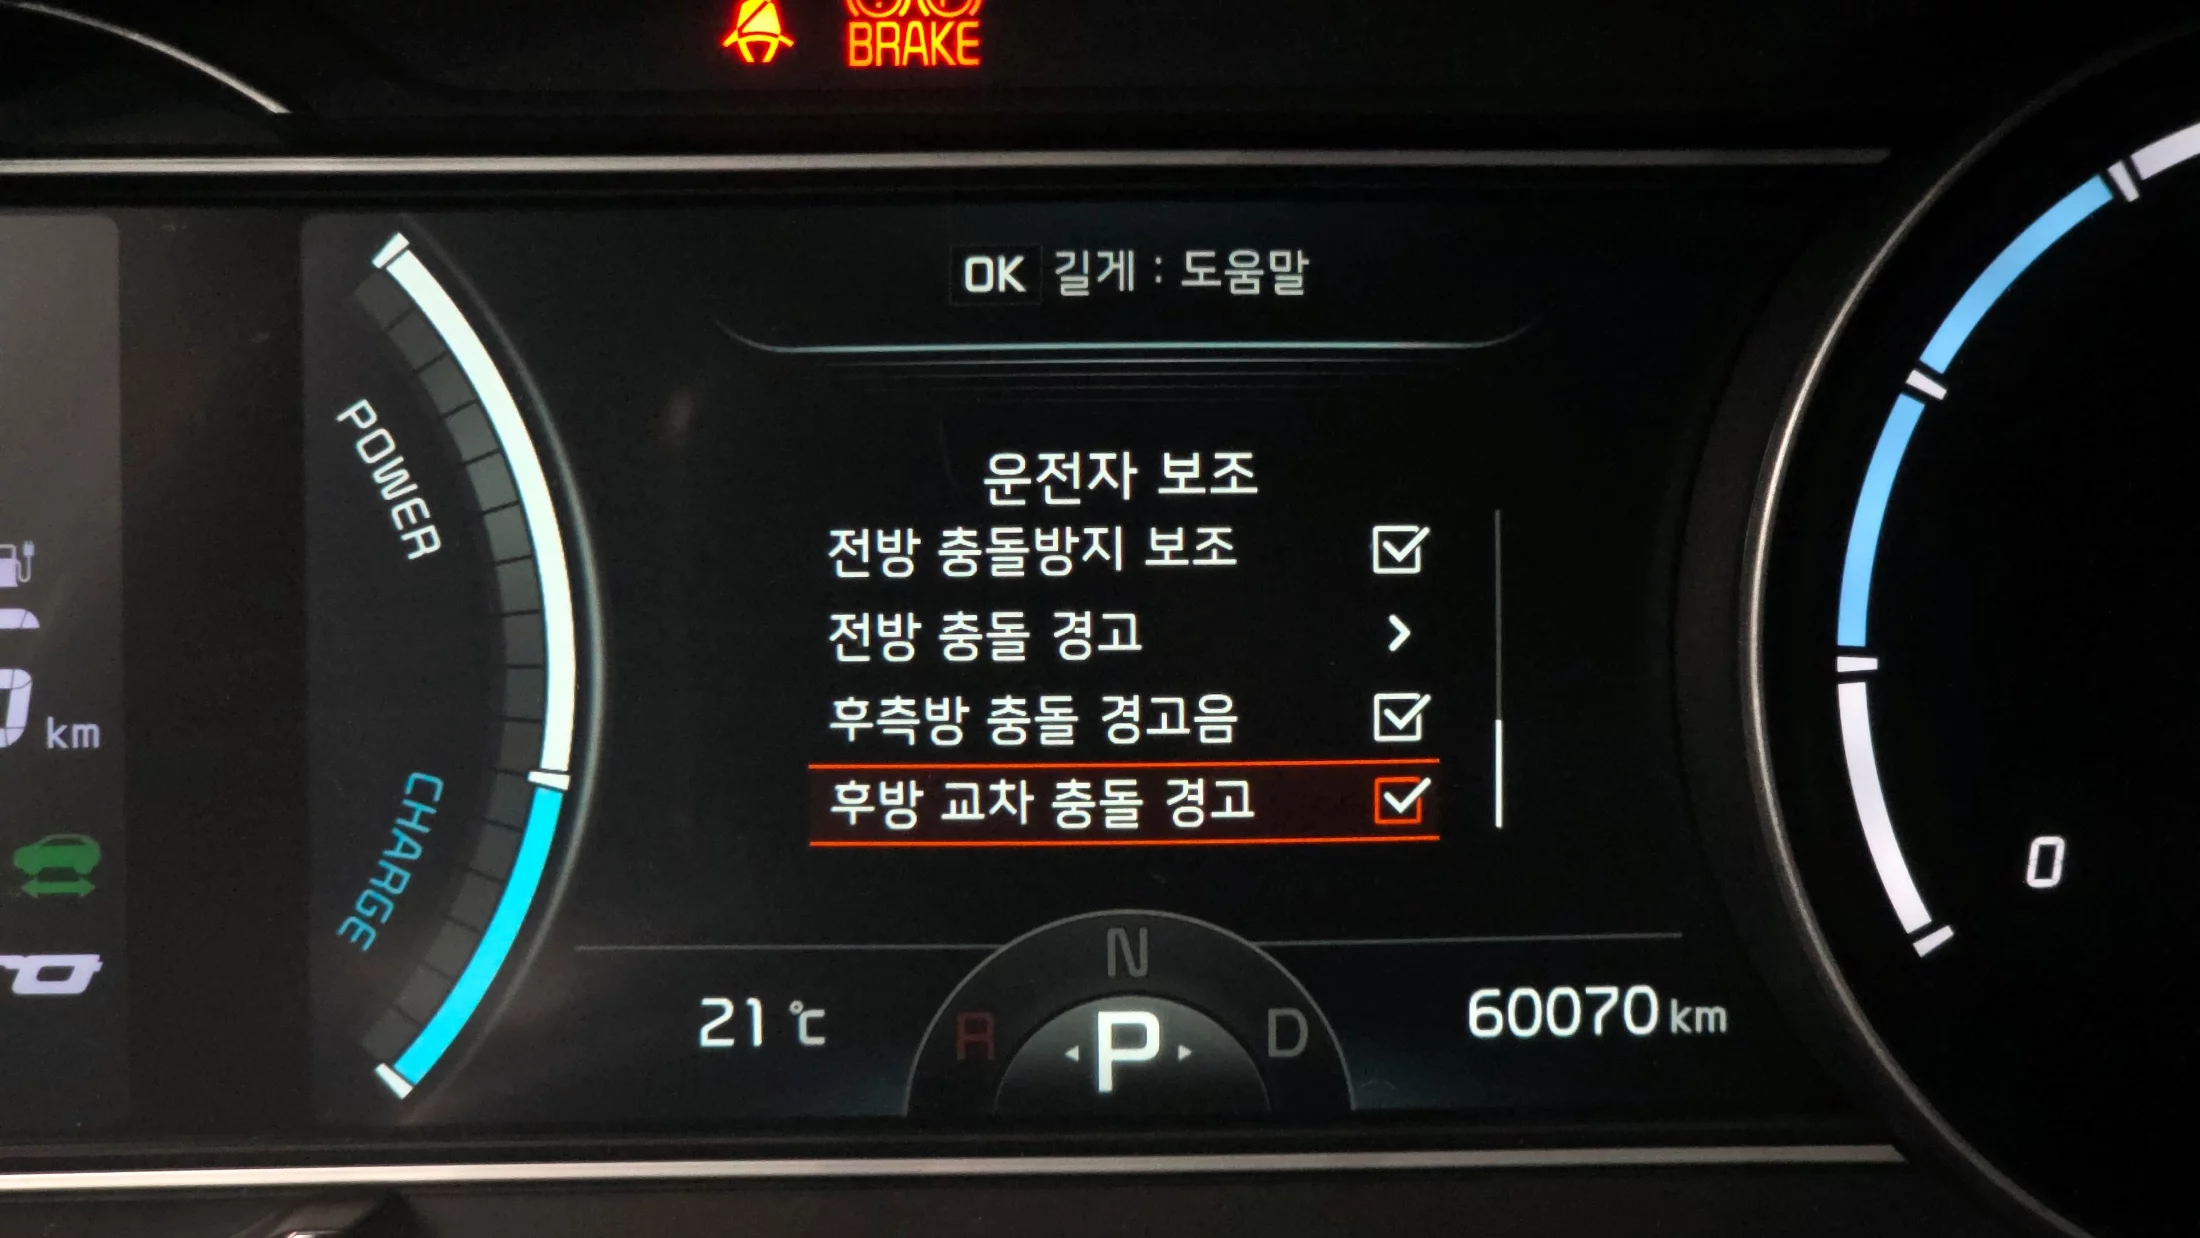 BRAKE
OK 길게 : 도움말
POWER
운전자 보조
전방 충돌방지 보조
전방 충돌 경고
후측방 충돌 경고음
후방 교차 충돌 경고
km
CHARGE
0
N
R
P
D
21 ℃
60070 km